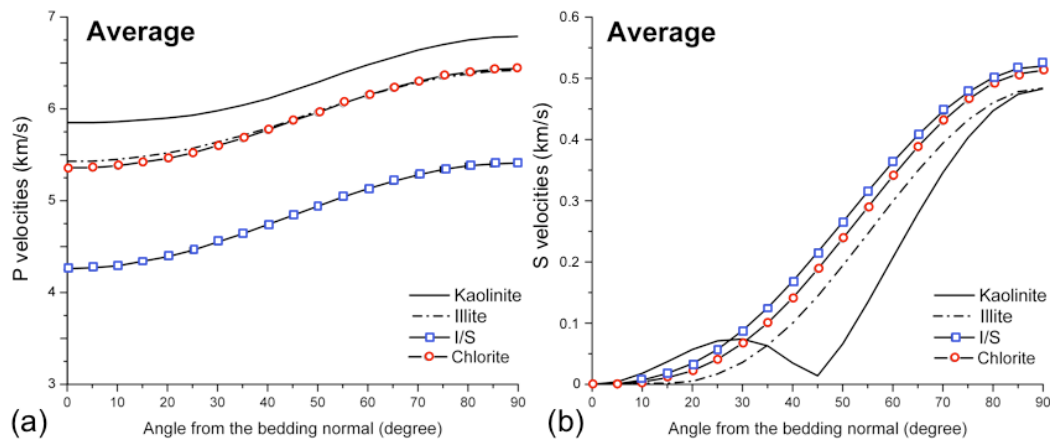 Average
P velocities (km/s)
7
6
5
4
3
Kaolinite
Illite
I/S
Chlorite
0 10 20 30 40 50 60 70 80 90
Angle from the bedding normal (degree)
(a)
Average
S velocities (km/s)
0.6
0.5
0.4
0.3
0.2
0.1
0
Kaolinite
Illite
I/S
Chlorite
0 10 20 30 40 50 60 70 80 90
Angle from the bedding normal (degree)
(b)